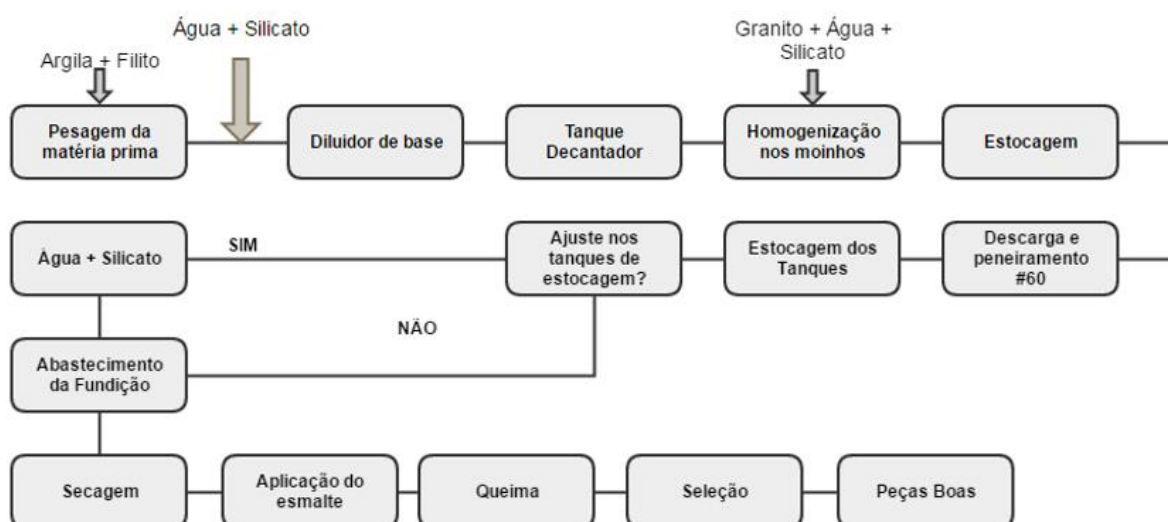 Água + Silicato
Granito + Água +
Silicato
Argila + Filito
Pesagem da
matéria prima
Diluidor de base
Tanque
Decantador
Homogenização
nos moinhos
Estocagem
Água + Silicato
SIM
Ajuste nos
tanques de
estocagem?
Estocagem dos
Tanques
Descarga e
peneiramento
#60
NÃO
Abastecimento
da Fundição
Secagem
Aplicação do
esmalte
Queima
Seleção
Peças Boas